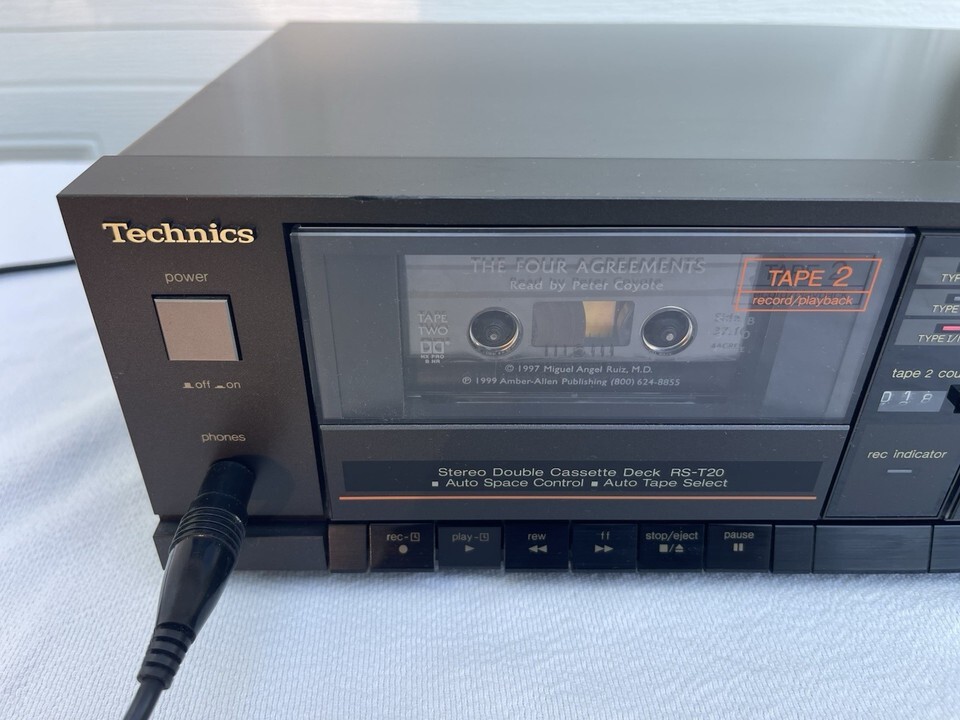 Technics
power
off on
phones
THE FOUR AGREEMENTS
Read by Peter Coyote
TAPE
TWO
© 1997 Miguel Angel Ruiz, M.D.
℗ 1999 Amber-Allen Publishing (800) 624-8855
TAPE 2
record/playback
Stereo Double Cassette Deck RS-T20
Auto Space Control Auto Tape Select
rec-
play-
rew
ff
stop/eject
pause
TYPE
TYPE I/
tape 2 cou
rec indicator